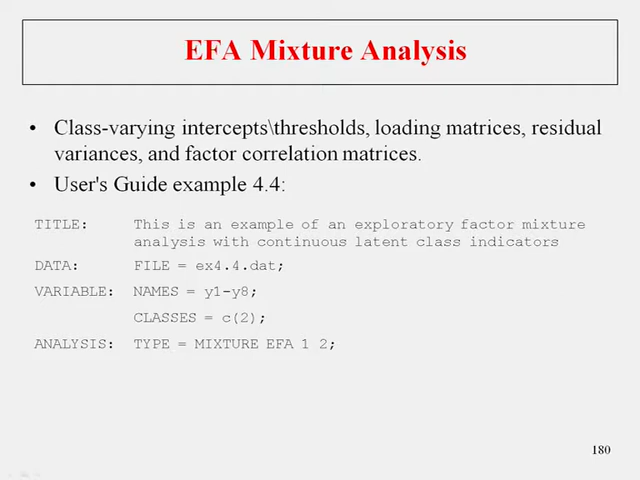 EFA Mixture Analysis
• Class-varying intercepts\thresholds, loading matrices, residual
variances, and factor correlation matrices.
• User's Guide example 4.4:
TITLE: This is an example of an exploratory factor mixture
analysis with continuous latent class indicators
DATA: FILE = ex4.4.dat;
VARIABLE: NAMES = y1-y8;
CLASSES = c(2);
ANALYSIS: TYPE = MIXTURE EFA 1 2;
180